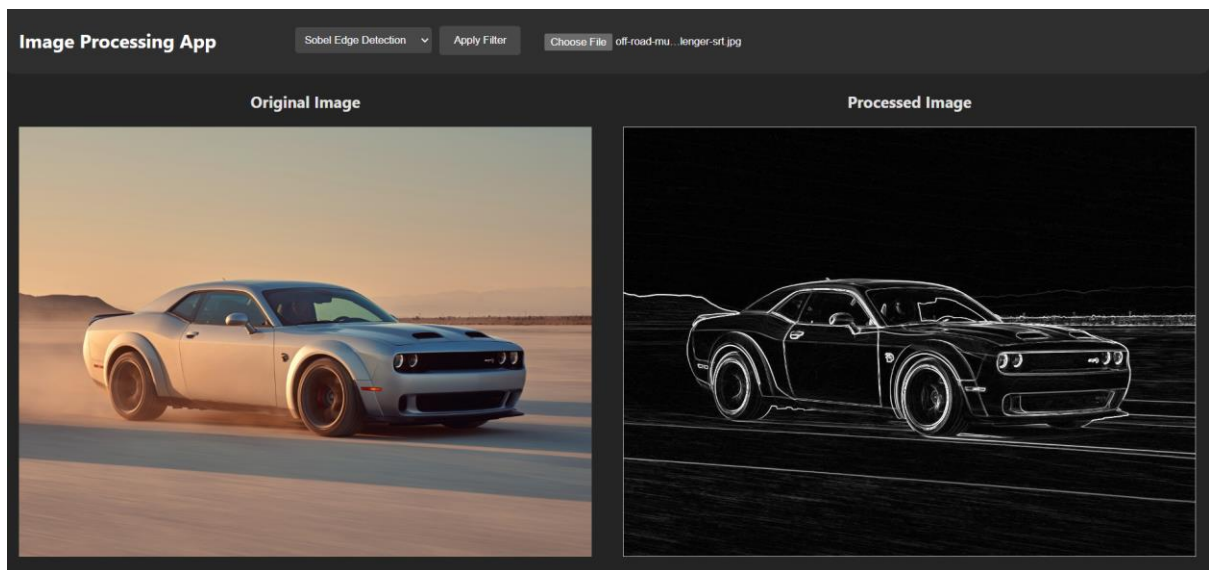 Image Processing App
Sobel Edge Detection
Apply Filter
Choose File off-road-mu...lenger-srt.jpg
Original Image
Processed Image